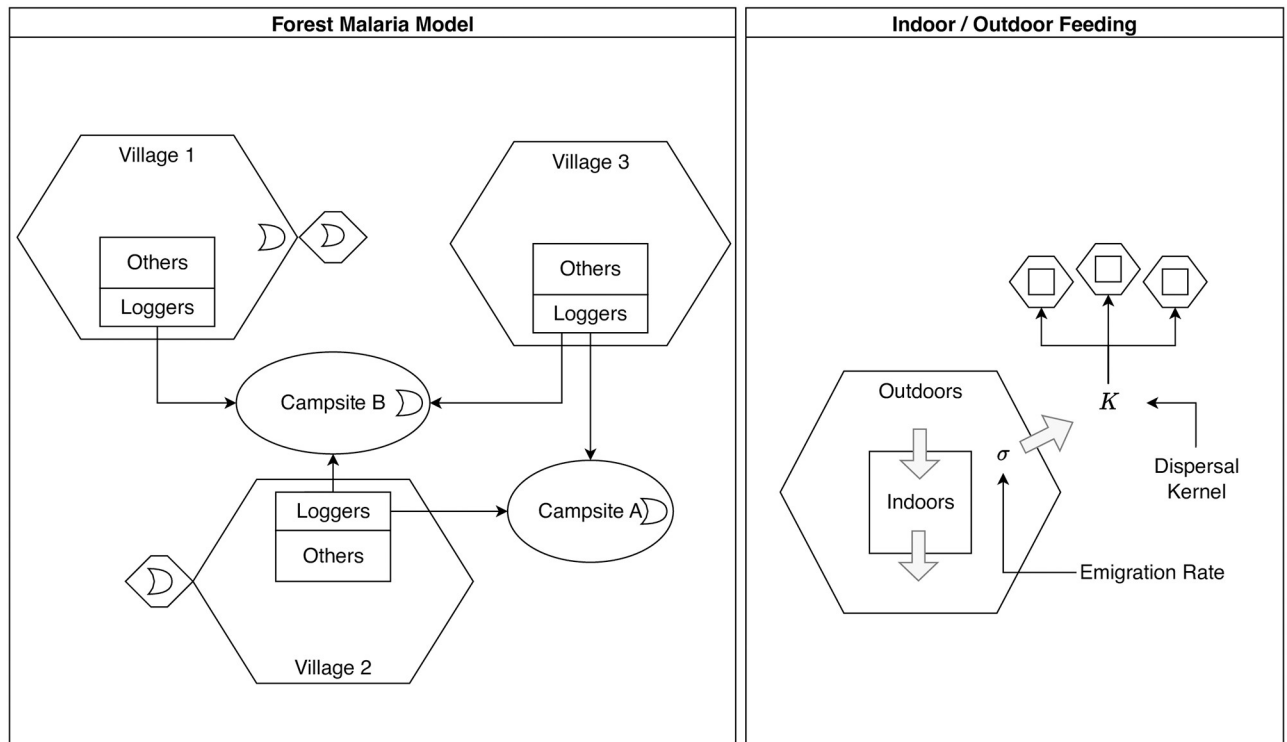 Forest Malaria Model
Village 1
Others
Loggers
Village 3
Others
Loggers
Campsite B
Campsite A
Loggers
Others
Village 2
Indoor / Outdoor Feeding
Outdoors
Indoors
σ
K
Dispersal
Kernel
Emigration Rate